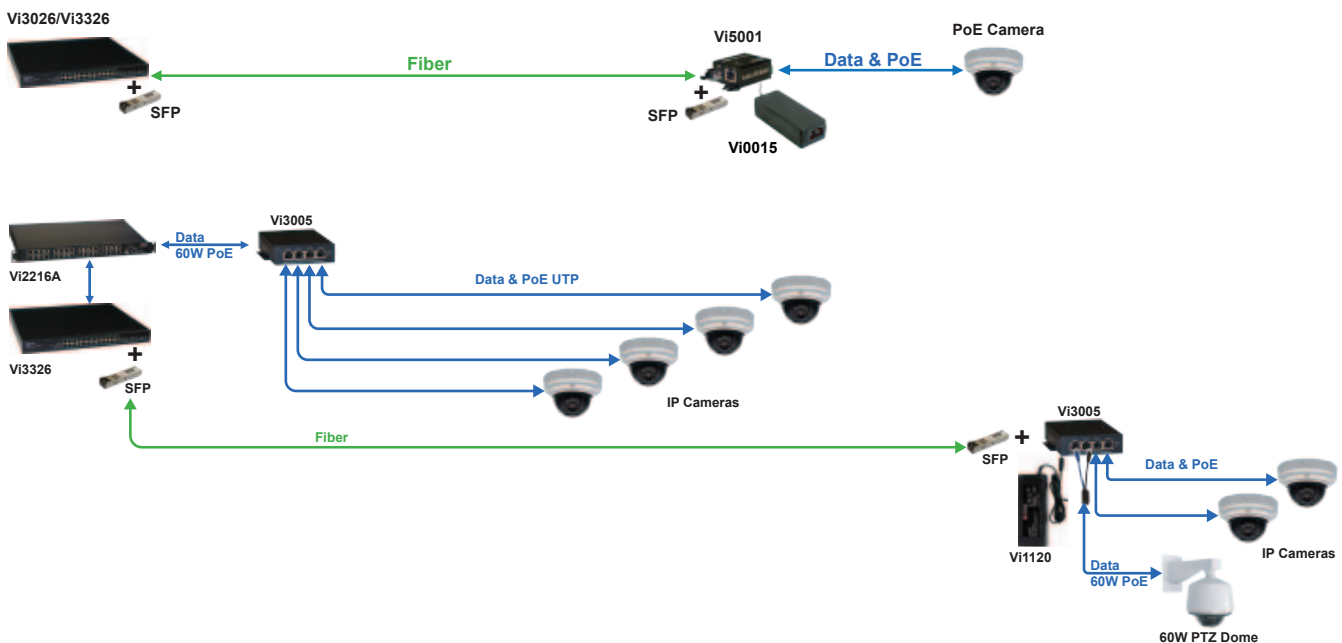 Vi3026/Vi3326
+
SFP
Fiber
Vi5001
+
SFP
Vi0015
Data & PoE
PoE Camera
Vi2216A
Data
60W PoE
Vi3005
Data & PoE UTP
Vi3326
+
SFP
IP Cameras
Fiber
SFP
+
Vi3005
Data & PoE
Vi1120
IP Cameras
Data
60W PoE
60W PTZ Dome